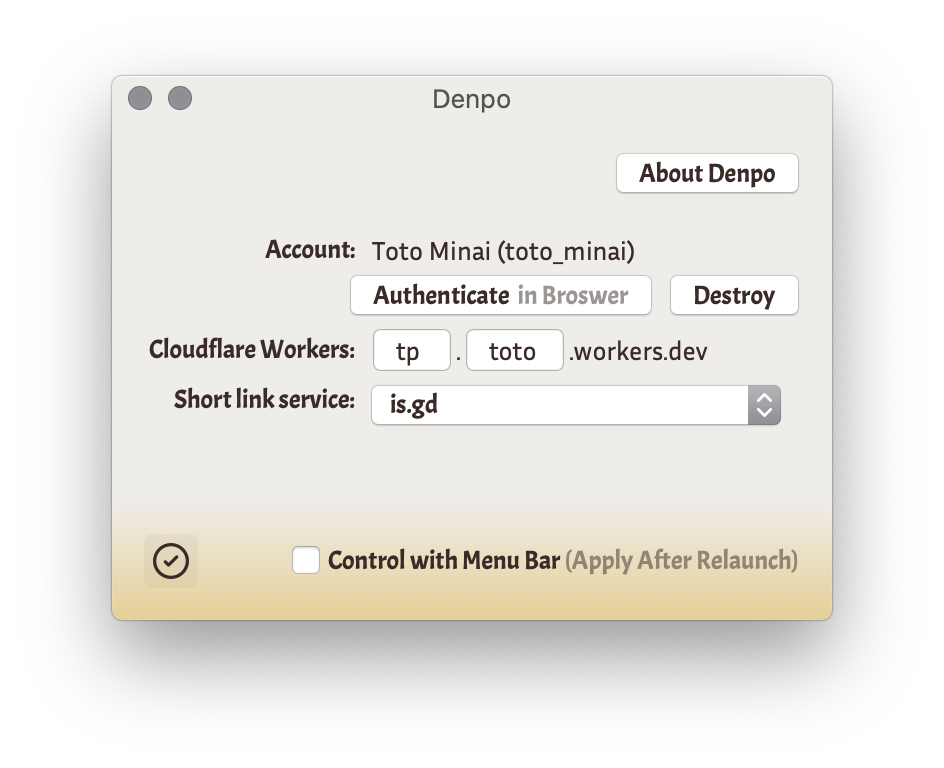 Denpo
About Denpo
Account: Toto Minai (toto_minai)
Authenticate in Broswer Destroy
Cloudflare Workers: tp . toto .workers.dev
Short link service: is.gd
Control with Menu Bar (Apply After Relaunch)